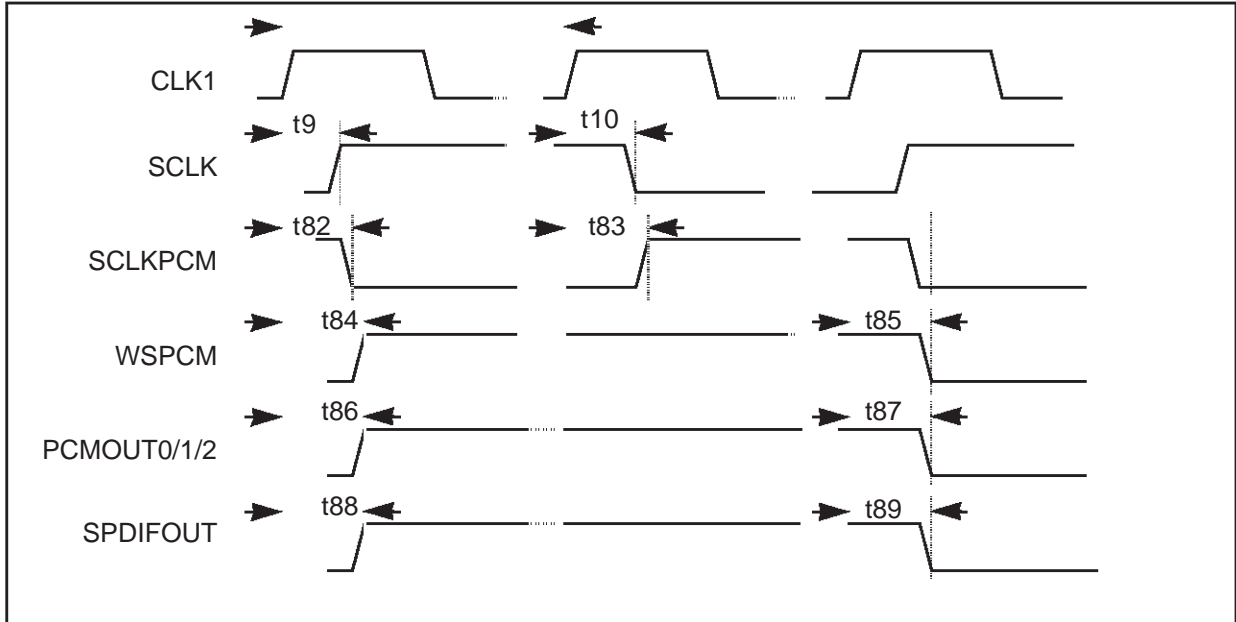 CLK1
t9 t10
SCLK
t82 t83
SCLKPCM
t84 t85
WSPCM
t86 t87
PCMOUT0/1/2
t88 t89
SPDIFOUT